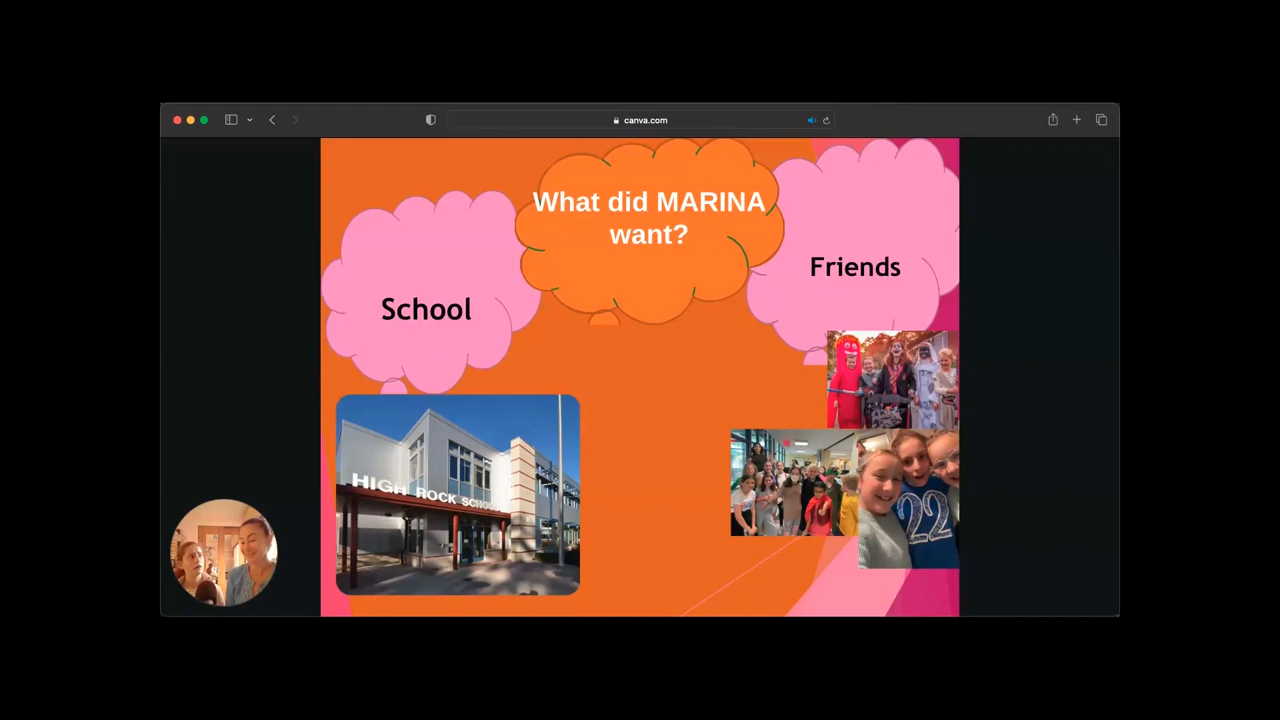 canva.com
What did MARINA
want?
School
Friends
HIGH ROCK SCHOOL
22